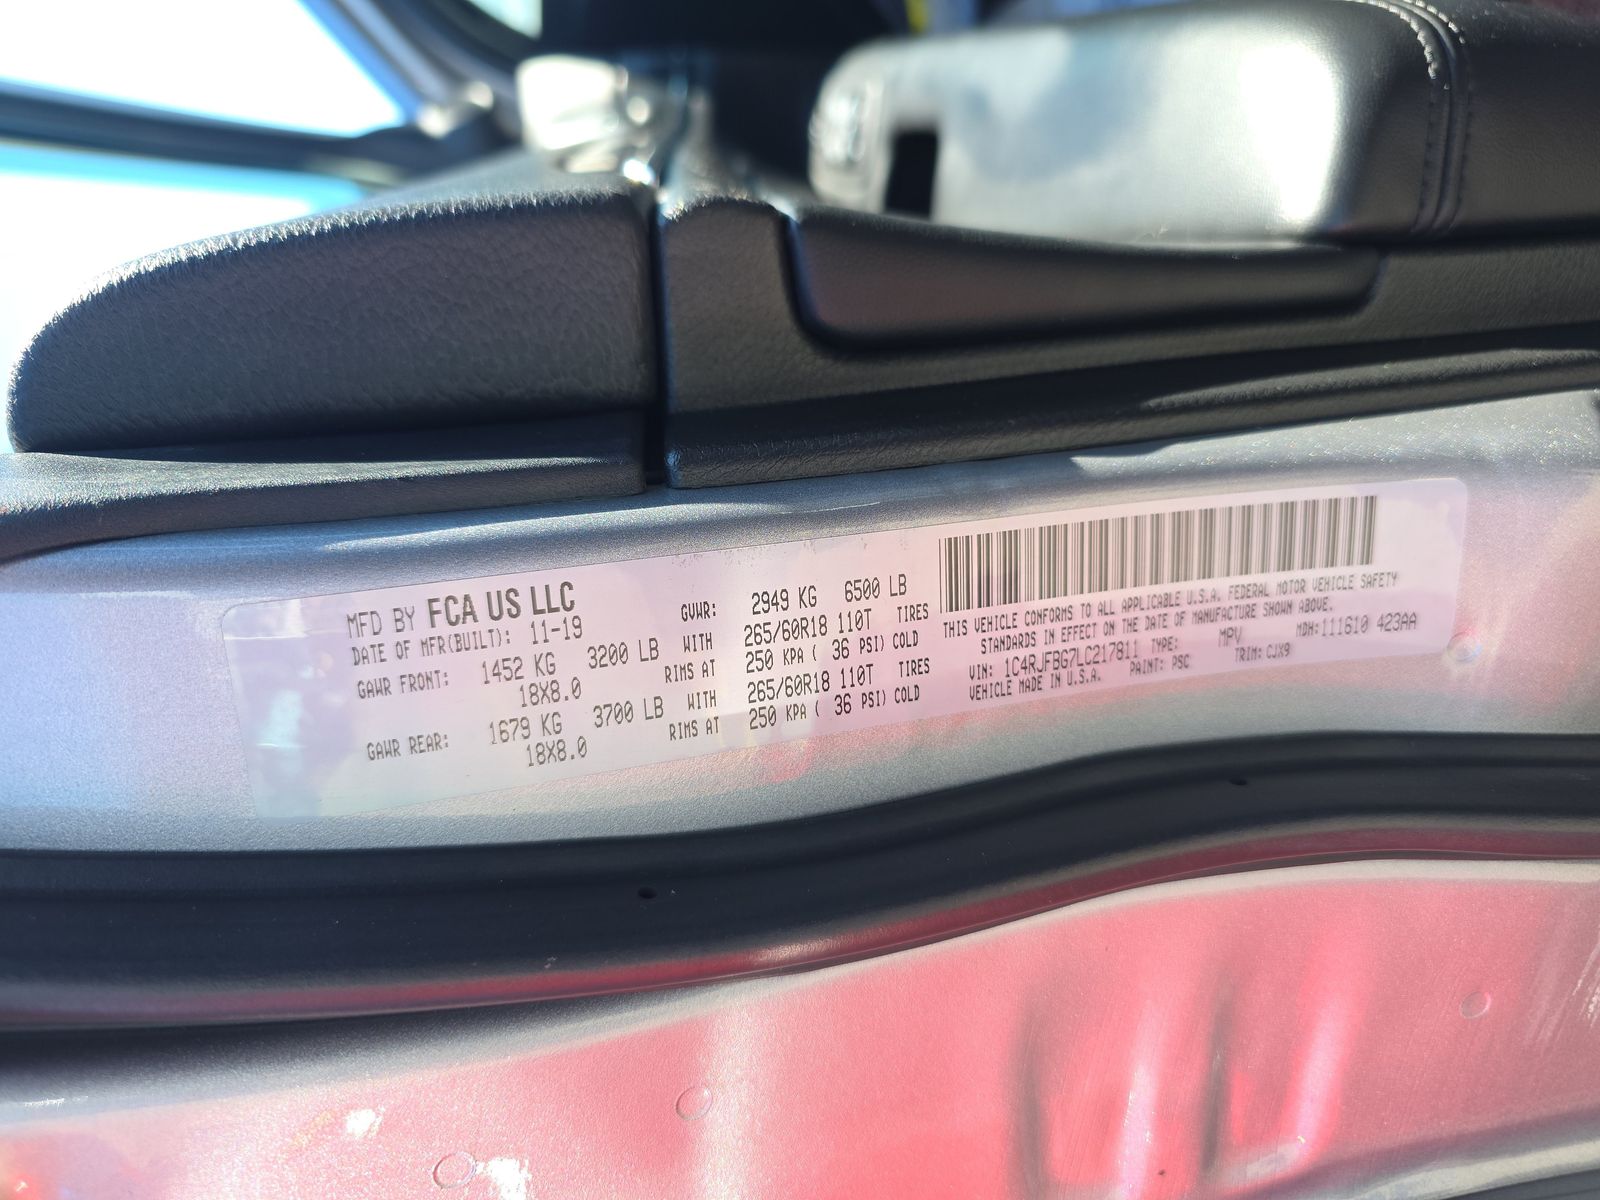 MFD BY FCA US LLC
DATE OF MFR(BUILT): 11-19
GVWR: 2949 KG 6500 LB
GAWR FRONT: 1452 KG 3200 LB WITH 265/60R18 110T TIRES
18X8.0 RIMS AT 250 KPA ( 36 PSI) COLD
GAWR REAR: 1679 KG 3700 LB WITH 265/60R18 110T TIRES
18X8.0 RIMS AT 250 KPA ( 36 PSI) COLD
THIS VEHICLE CONFORMS TO ALL APPLICABLE U.S.A. FEDERAL MOTOR VEHICLE SAFETY
STANDARDS IN EFFECT ON THE DATE OF MANUFACTURE SHOWN ABOVE.
VIN: 1C4RJFBG7LC217811 TYPE: MPV MDH:111610 423AA
VEHICLE MADE IN U.S.A. PAINT: PSC TRIM: CJX9